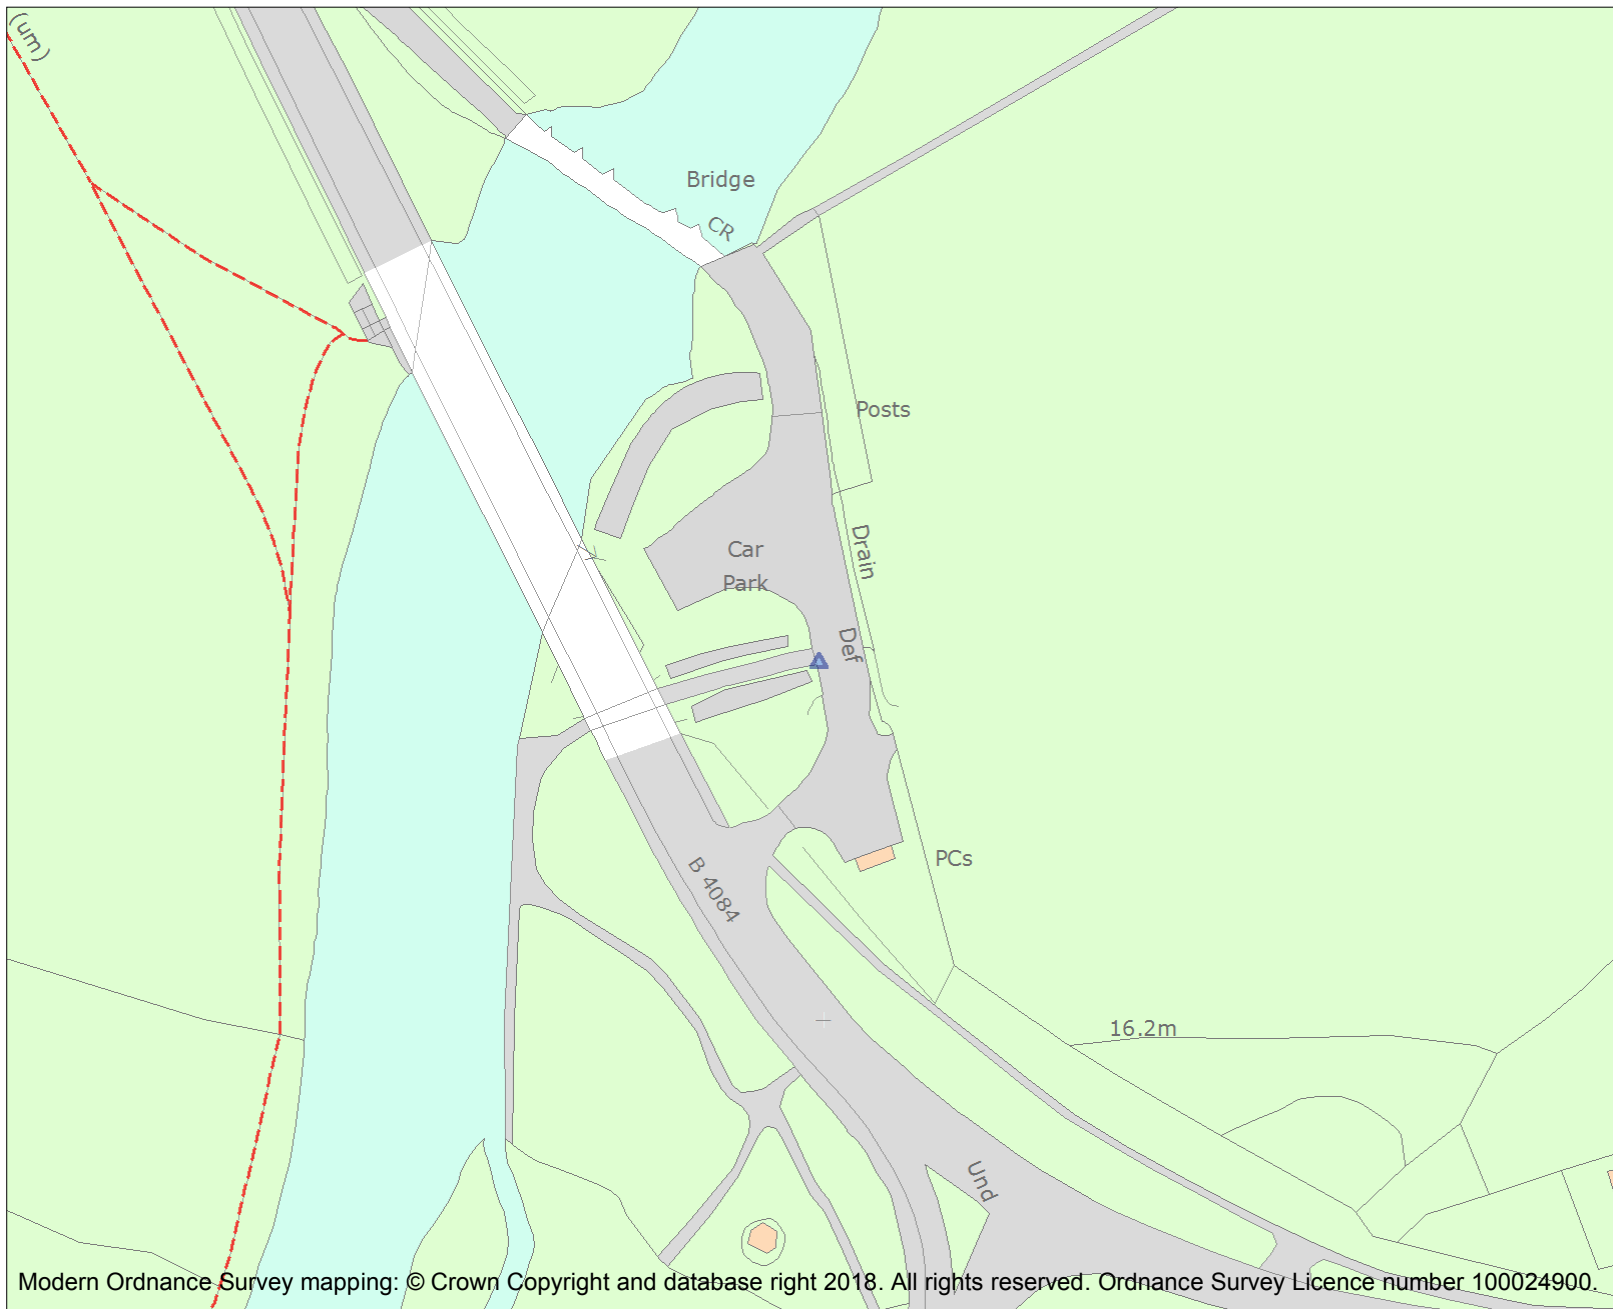 (um)
Bridge
CR
Posts
Drain
Car
Park
Def
PCs
B 4084
16.2m
Und
Modern Ordnance Survey mapping: © Crown Copyright and database right 2018. All rights reserved. Ordnance Survey Licence number 100024900.